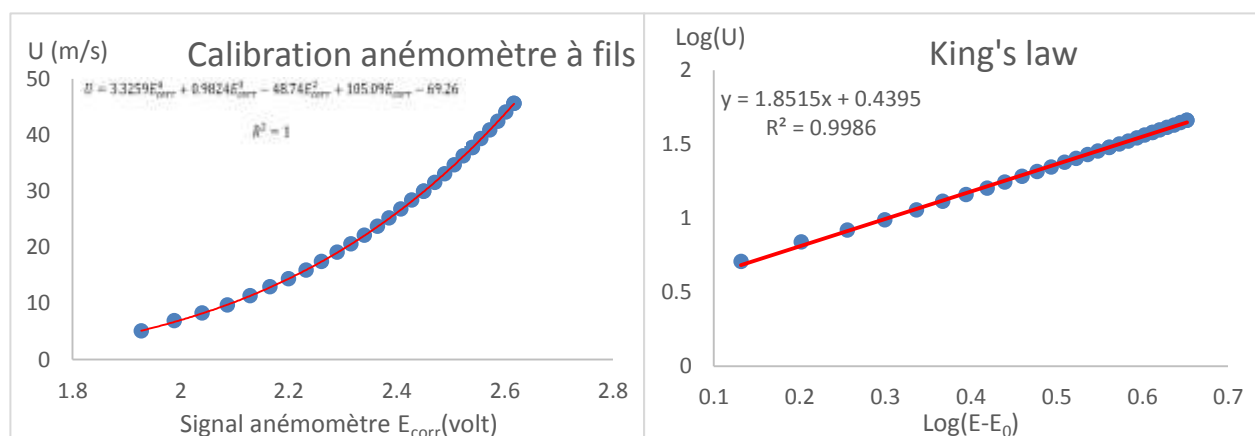 U (m/s)
Calibration anémomètre à fils
U = 3.3259E⁴corr + 0.9824E³corr − 48.74E²corr + 105.09Ecorr − 69.26
R² = 1
50
40
30
20
10
0
1.8 2 2.2 2.4 2.6 2.8
Signal anémomètre Ecorr(volt)
Log(U)
King's law
y = 1.8515x + 0.4395
R² = 0.9986
2
1.5
1
0.5
0
0.1 0.2 0.3 0.4 0.5 0.6 0.7
Log(E-E₀)